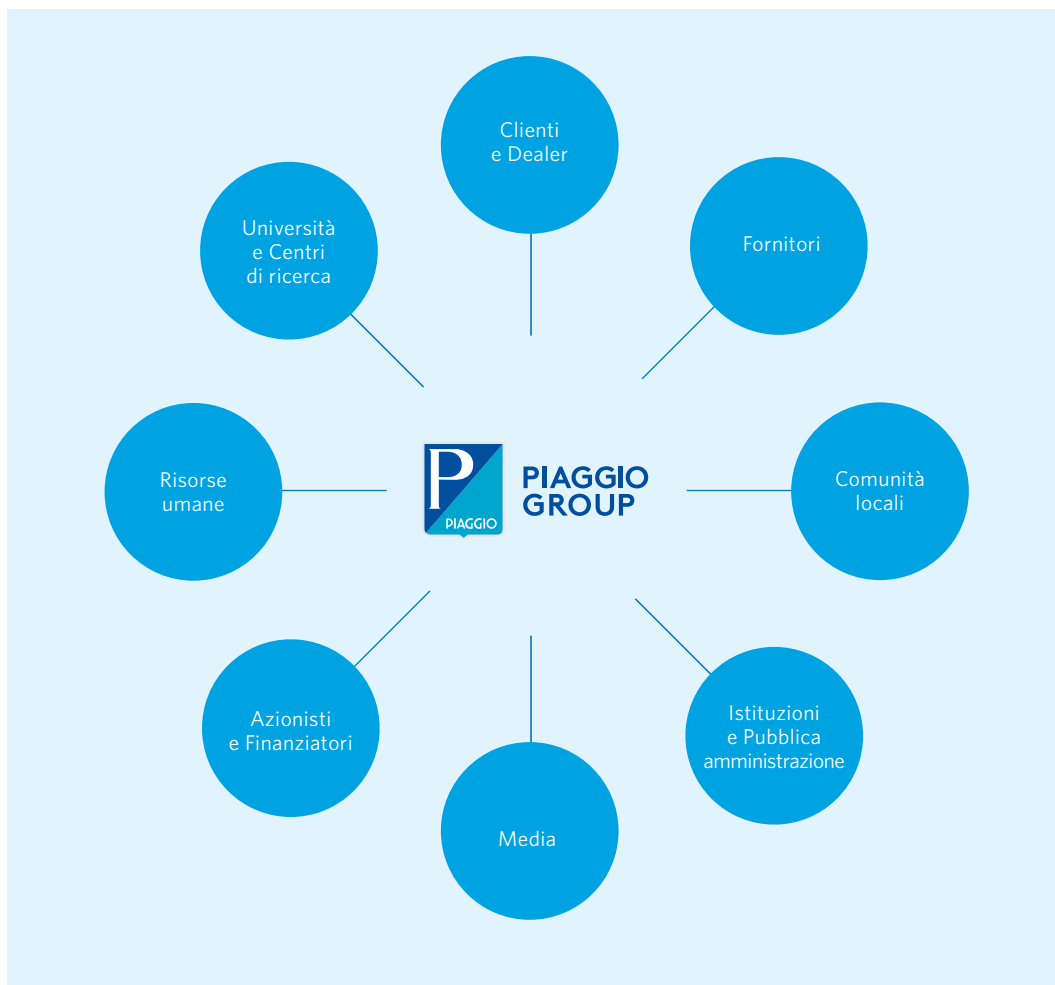 Clienti
e Dealer
Università
e Centri
di ricerca
Fornitori
Risorse
umane
P
PIAGGIO
PIAGGIO
GROUP
Comunità
locali
Azionisti
e Finanziatori
Istituzioni
e Pubblica
amministrazione
Media